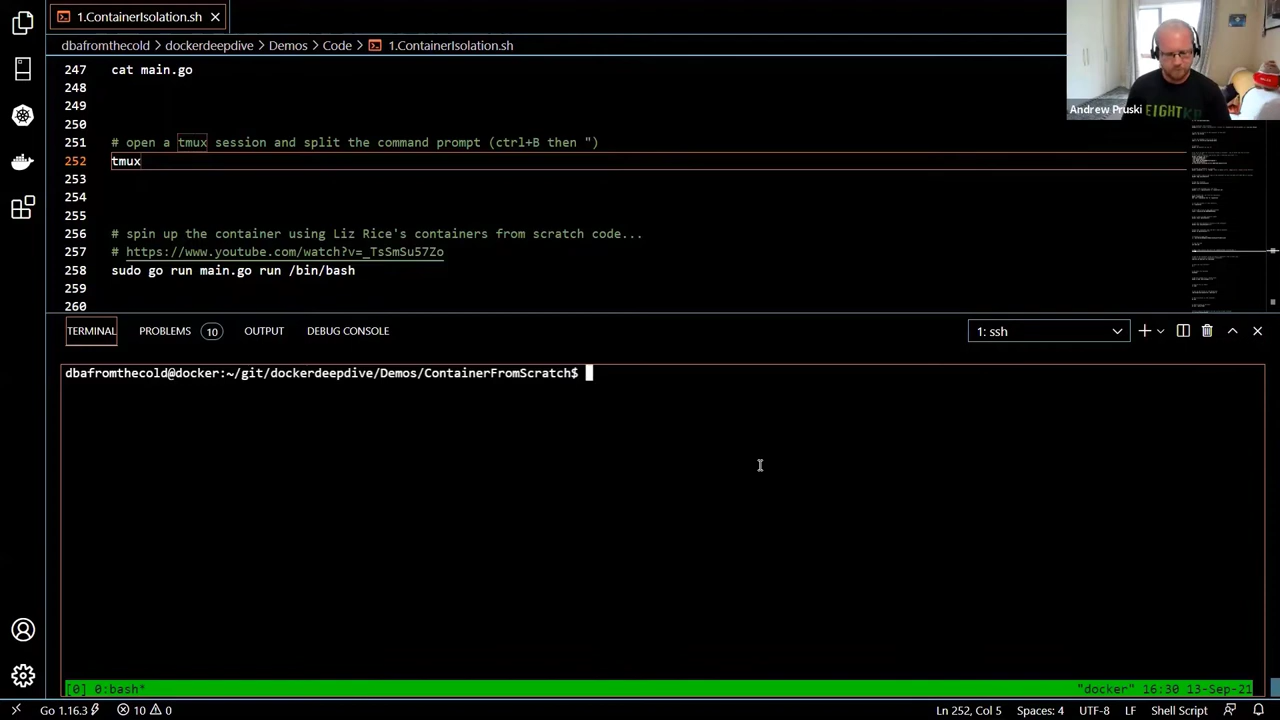 1.ContainerIsolation.sh
dbafromthecold > dockerdeepdive > Demos > Code > 1.ContainerIsolation.sh
247 cat main.go
248
249
250
251 # open a tmux session and split the command prompt (ctrl+B then ")
252 tmux
253
254
255
256 # spin up the container using Liz Rice's containers from scratch code...
257 # https://www.youtube.com/watch?v=_TsSmSu57Zo
258 sudo go run main.go run /bin/bash
259
260
Andrew Pruski
EIGHTKB
TERMINAL PROBLEMS 10 OUTPUT DEBUG CONSOLE 1: ssh
dbafromthecold@docker:~/git/dockerdeepdive/Demos/ContainerFromScratch$
[0] 0:bash* "docker" 16:30 13-Sep-21
Go 1.16.3 10 0 Ln 252, Col 5 Spaces: 4 UTF-8 LF Shell Script